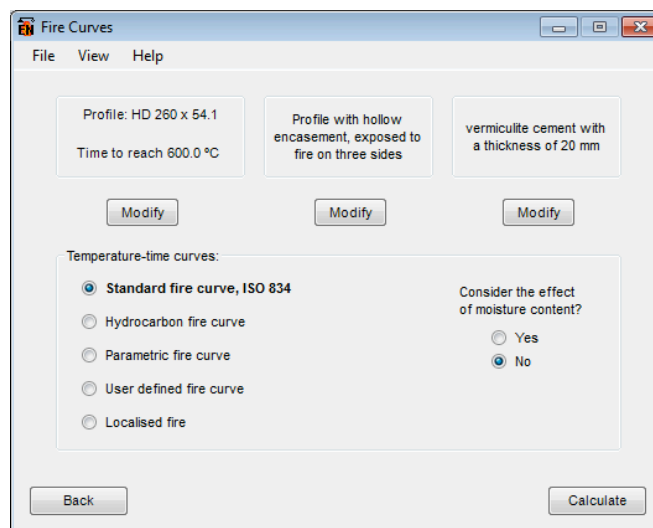 EN Fire Curves
File View Help
Profile: HD 260 x 54.1
Time to reach 600.0 ºC
Profile with hollow
encasement, exposed to
fire on three sides
vermiculite cement with
a thickness of 20 mm
Modify
Modify
Modify
Temperature-time curves:
Standard fire curve, ISO 834
Hydrocarbon fire curve
Parametric fire curve
User defined fire curve
Localised fire
Consider the effect
of moisture content?
Yes
No
Back
Calculate